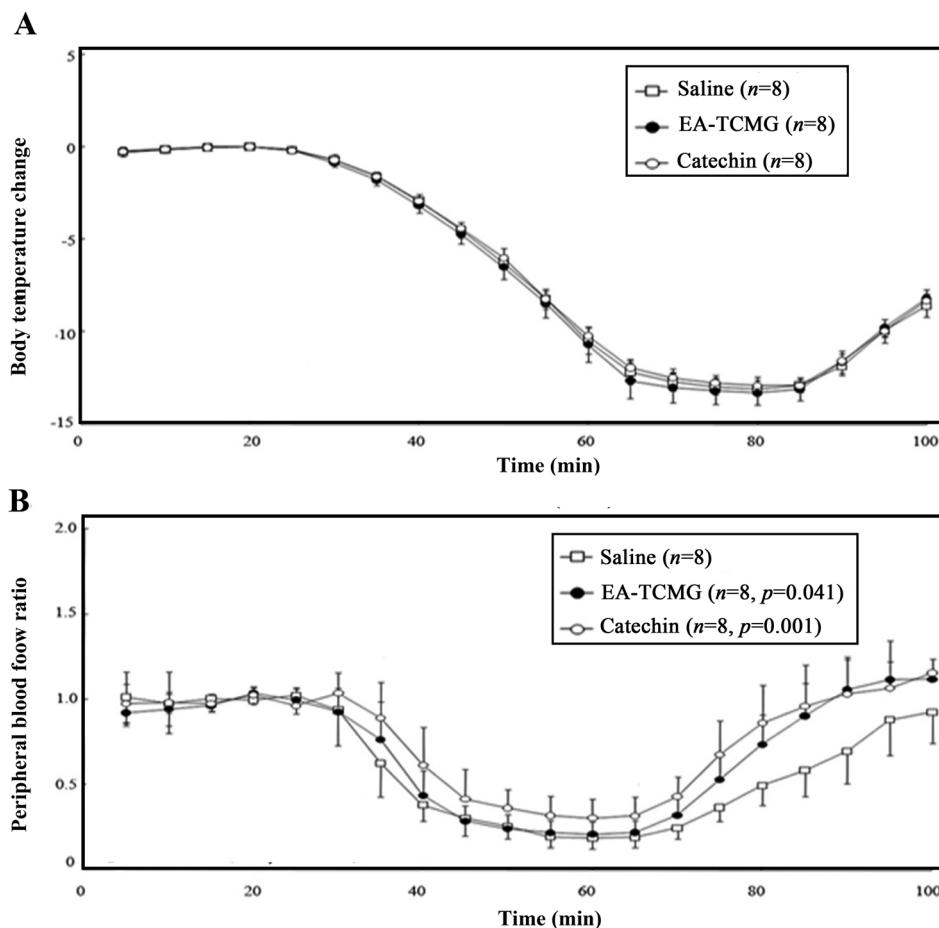 A
Body temperature change
5
0
-5
-10
-15
Saline (n=8)
EA-TCMG (n=8)
Catechin (n=8)
0 20 40 60 80 100
Time (min)
B
Peripheral blood foow ratio
2.0
1.5
1.0
0.5
0
Saline (n=8)
EA-TCMG (n=8, p=0.041)
Catechin (n=8, p=0.001)
0 20 40 60 80 100
Time (min)